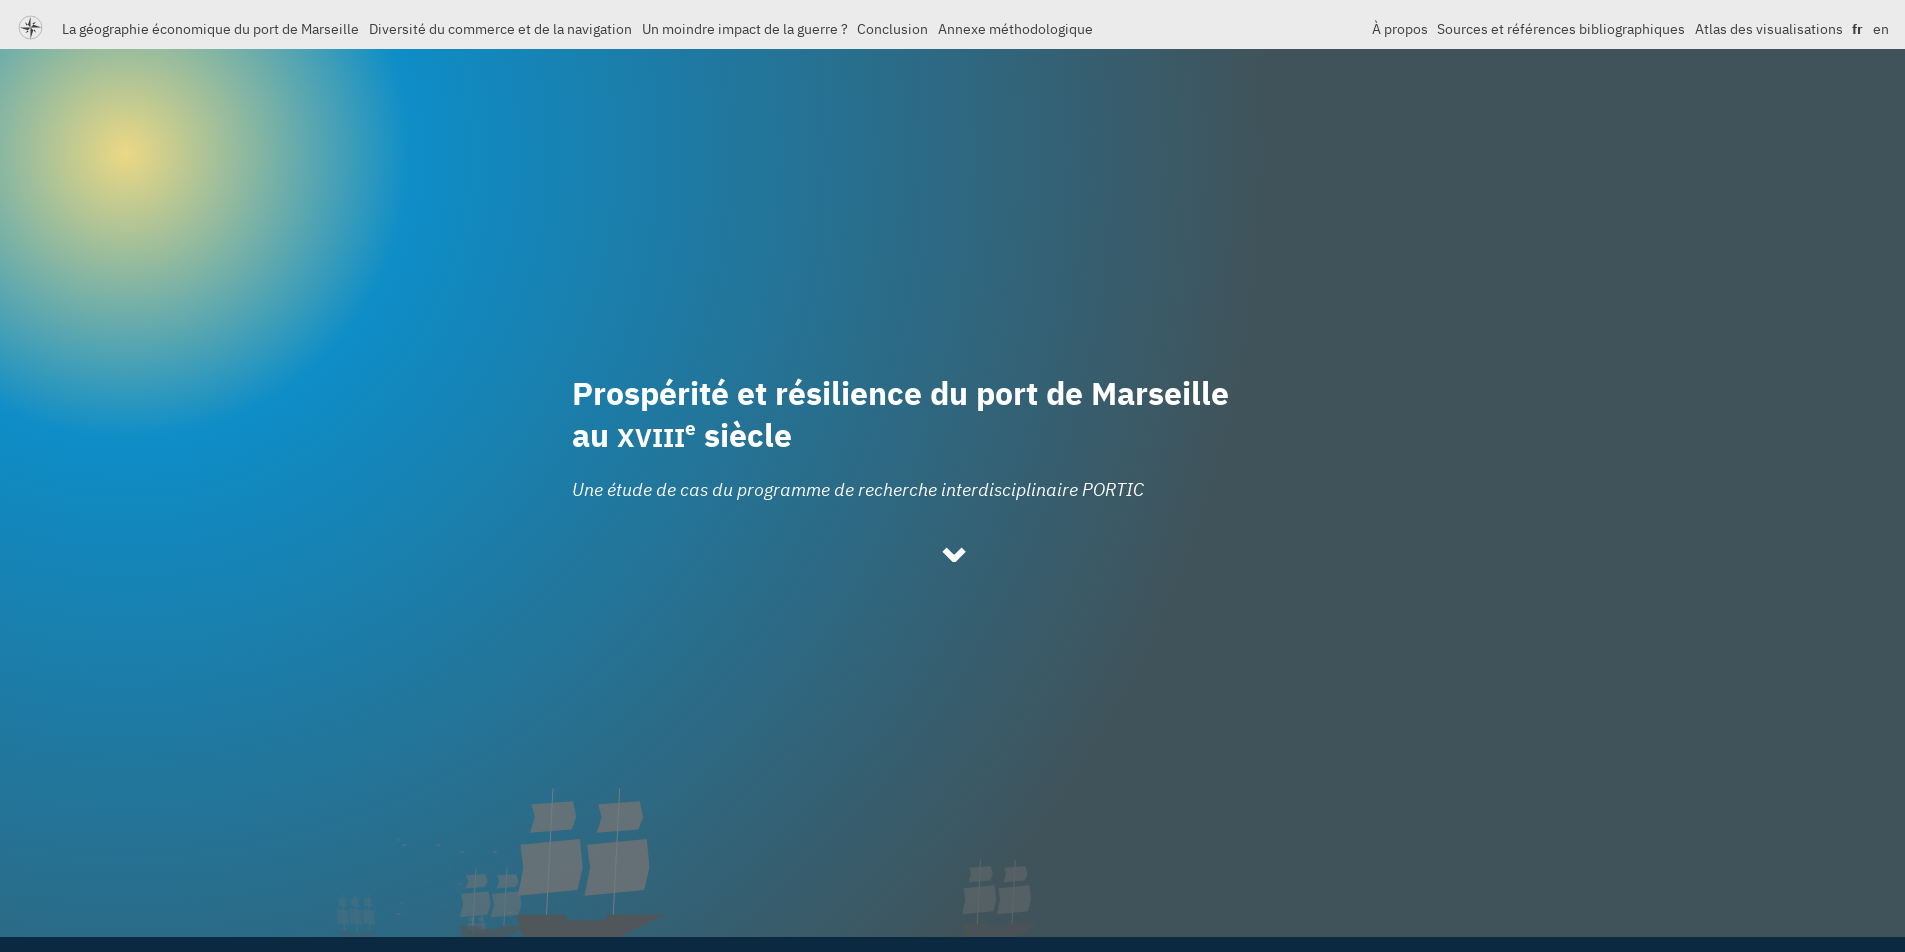 La géographie économique du port de Marseille Diversité du commerce et de la navigation Un moindre impact de la guerre ? Conclusion Annexe méthodologique À propos Sources et références bibliographiques Atlas des visualisations fr en
Prospérité et résilience du port de Marseille
au XVIIIe siècle
Une étude de cas du programme de recherche interdisciplinaire PORTIC